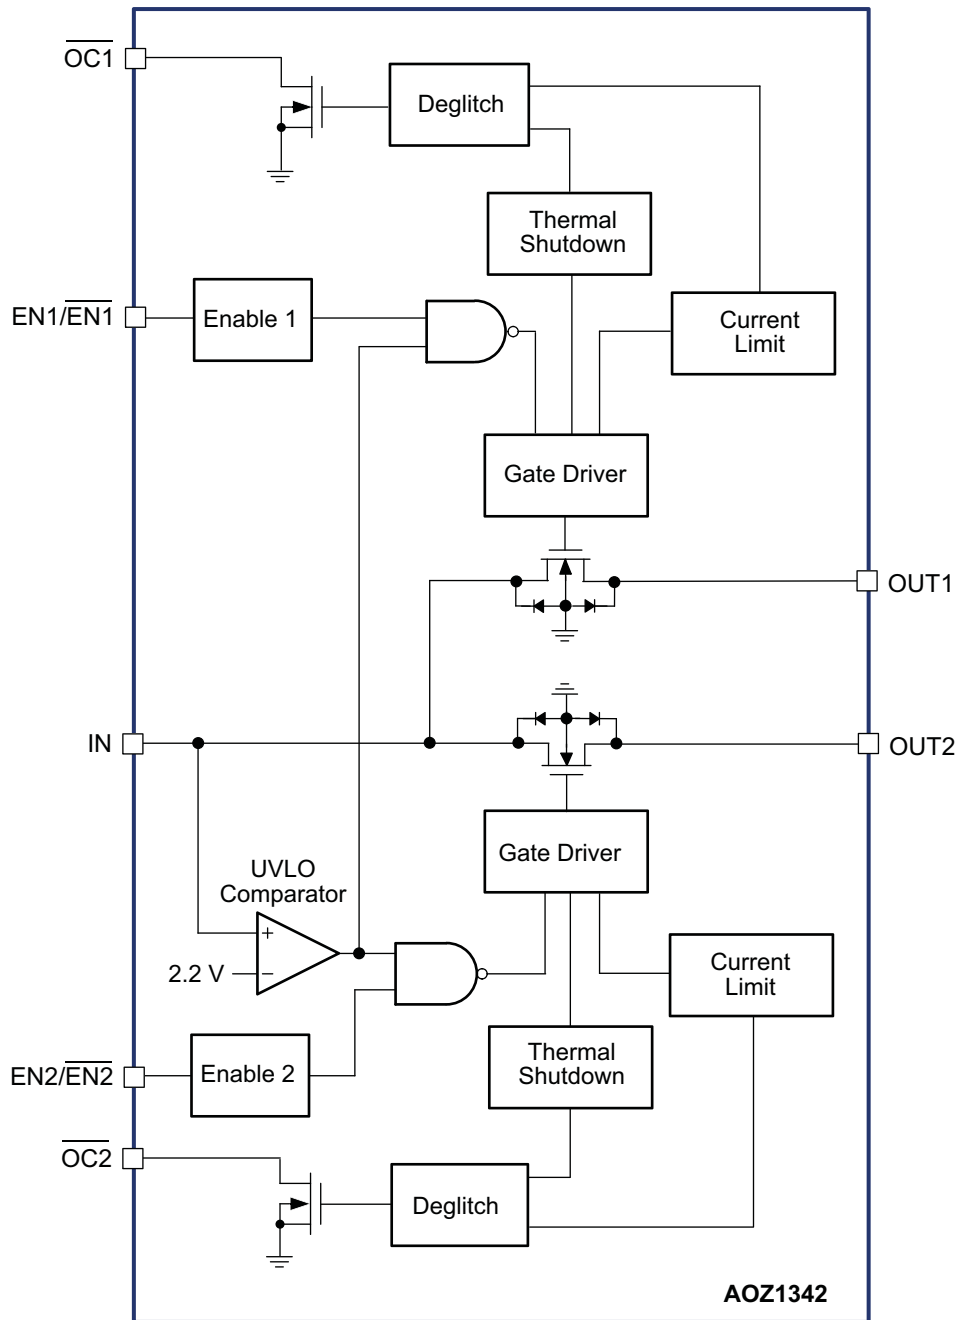 OC1
Deglitch
Thermal
Shutdown
EN1/EN1
Enable 1
Current
Limit
Gate Driver
OUT1
IN
OUT2
Gate Driver
UVLO
Comparator
+
2.2 V
−
Current
Limit
EN2/EN2
Enable 2
Thermal
Shutdown
OC2
Deglitch
AOZ1342